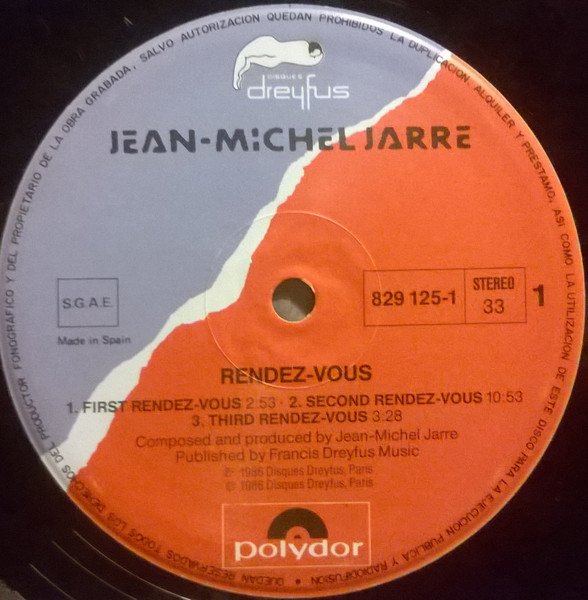 QUEDAN RESERVADOS TODOS LOS DERECHOS DEL PRODUCTOR FONOGRAFICO Y DEL PROPIETARIO DE LA OBRA GRABADA, SALVO AUTORIZACION QUEDAN PROHIBIDOS LA DUPLICACION, ALQUILER Y PRESTAMO, ASI COMO LA UTILIZACION DE ESTE DISCO PARA LA EJECUCION PUBLICA Y RADIODIFUSION
DISQUES
dreyfus
JEAN-MICHEL JARRE
S.G.A.E.
Made in Spain
829 125-1
STEREO
33
1
RENDEZ-VOUS
1. FIRST RENDEZ-VOUS 2:53 · 2. SECOND RENDEZ-VOUS 10:53
3. THIRD RENDEZ-VOUS 3:28
Composed and produced by Jean-Michel Jarre
Published by Francis Dreyfus Music
℗ 1986 Disques Dreyfus, Paris
© 1986 Disques Dreyfus, Paris
polydor